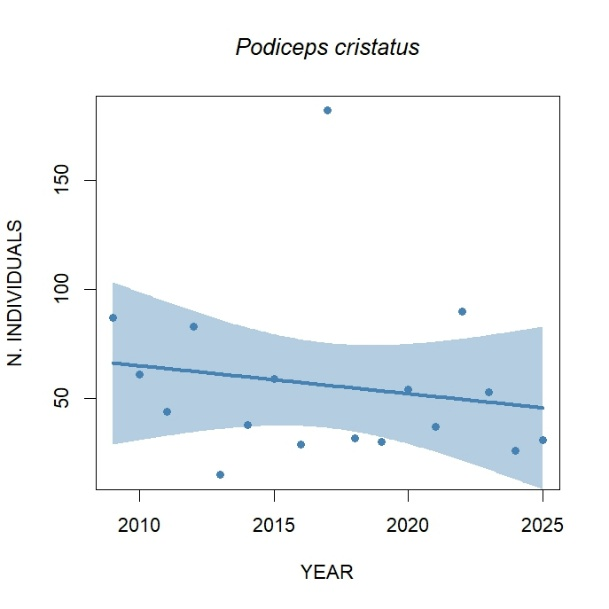 Podiceps cristatus
N. INDIVIDUALS
150
100
50
2010 2015 2020 2025
YEAR